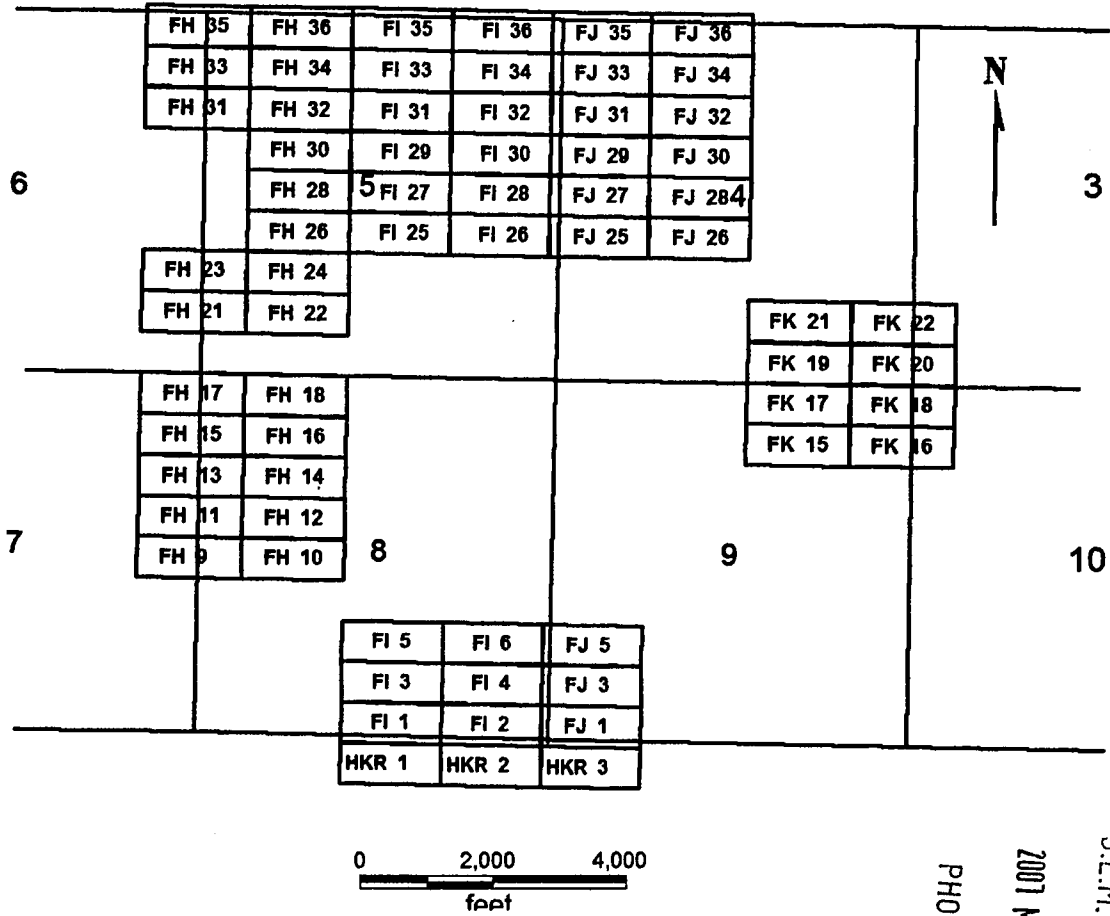 FH 35 FH 36 FI 35 FI 36 FJ 35 FJ 36
FH 33 FH 34 FI 33 FI 34 FJ 33 FJ 34
N
FH 31 FH 32 FI 31 FI 32 FJ 31 FJ 32
FH 30 FI 29 FI 30 FJ 29 FJ 30
6 FH 28 5 FI 27 FI 28 FJ 27 FJ 28 4 3
FH 26 FI 25 FI 26 FJ 25 FJ 26
FH 23 FH 24
FH 21 FH 22 FK 21 FK 22
FK 19 FK 20
FH 17 FH 18 FK 17 FK 18
FH 15 FH 16 FK 15 FK 16
FH 13 FH 14
FH 11 FH 12
7 FH 9 FH 10 8 9 10
FI 5 FI 6 FJ 5
FI 3 FI 4 FJ 3
FI 1 FI 2 FJ 1
HKR 1 HKR 2 HKR 3
0 2,000 4,000
feet
2001
PHO